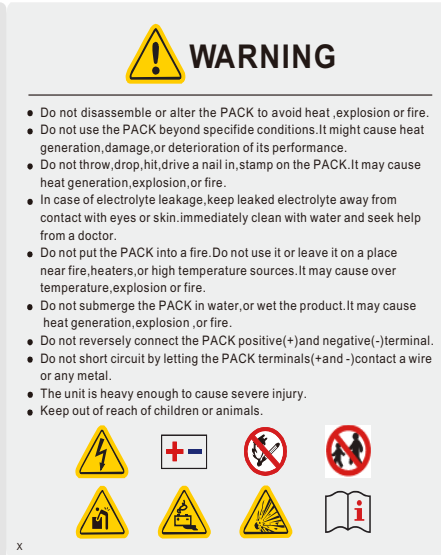 WARNING
● Do not disassemble or alter the PACK to avoid heat ,explosion or fire.
● Do not use the PACK beyond specifide conditions.It might cause heat
generation,damage,or deterioration of its performance.
● Do not throw,drop,hit,drive a nail in,stamp on the PACK.It may cause
heat generation,explosion,or fire.
● In case of electrolyte leakage,keep leaked electrolyte away from
contact with eyes or skin.immediately clean with water and seek help
from a doctor.
● Do not put the PACK into a fire.Do not use it or leave it on a place
near fire,heaters,or high temperature sources.It may cause over
temperature,explosion or fire.
● Do not submerge the PACK in water,or wet the product.It may cause
heat generation,explosion ,or fire.
● Do not reversely connect the PACK positive(+)and negative(-)terminal.
● Do not short circuit by letting the PACK terminals(+and -)contact a wire
or any metal.
● The unit is heavy enough to cause severe injury.
● Keep out of reach of children or animals.
x